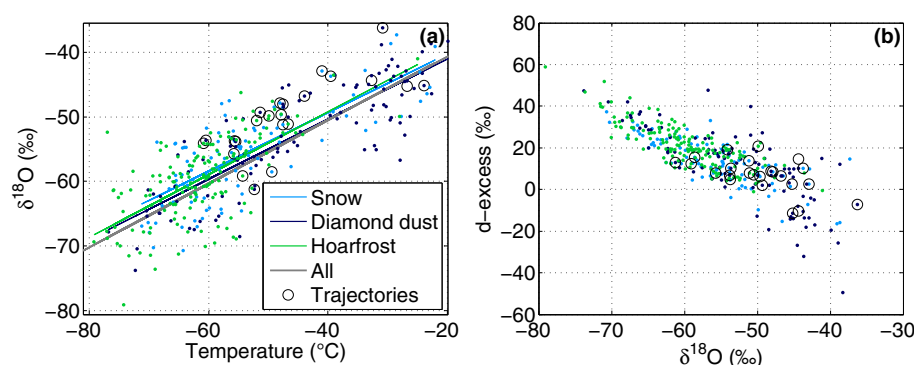 (a)
−40
−50
−60
−70
−80
δ18O (‰)
−80 −60 −40 −20
Temperature (°C)
Snow
Diamond dust
Hoarfrost
All
Trajectories
(b)
80
60
40
20
0
−20
−40
−60
d−excess (‰)
−80 −70 −60 −50 −40 −30
δ18O (‰)